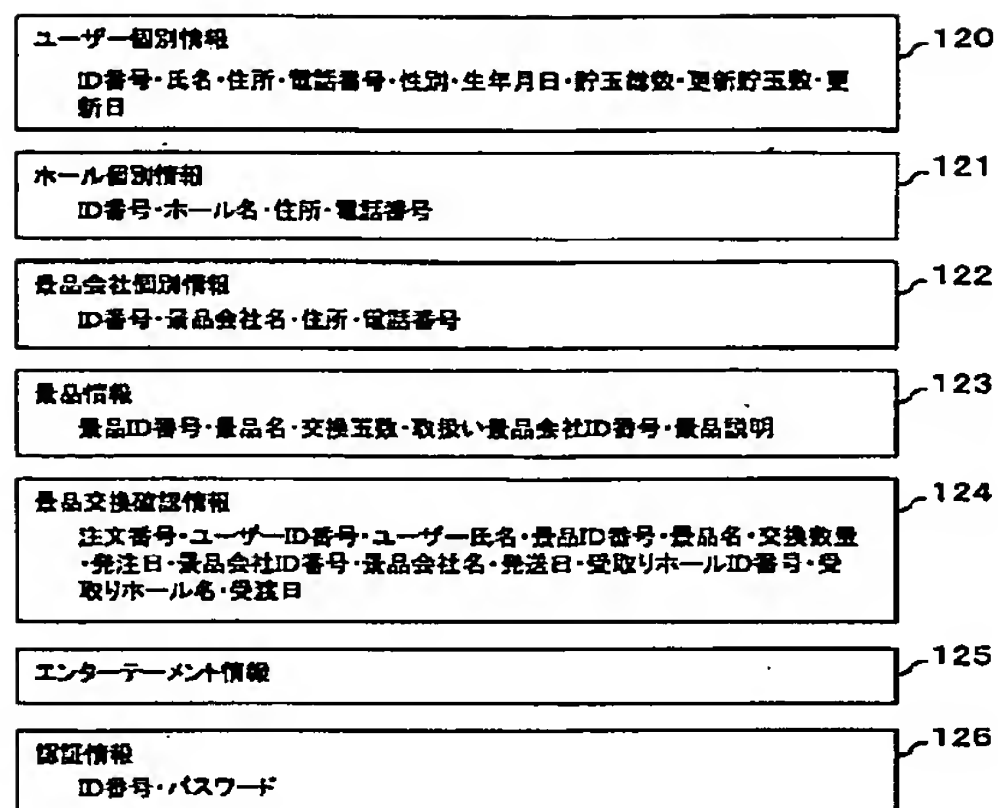 ユーザー個別情報
120
ID番号・氏名・住所・電話番号・性別・生年月日・貯玉総数・更新貯玉数・更
新日
ホール個別情報
121
ID番号・ホール名・住所・電話番号
景品会社個別情報
122
ID番号・景品会社名・住所・電話番号
景品情報
123
景品ID番号・景品名・交換玉数・取扱い景品会社ID番号・景品説明
景品交換確認情報
124
注文番号・ユーザーID番号・ユーザー氏名・景品ID番号・景品名・交換数量
・発注日・景品会社ID番号・景品会社名・発送日・受取りホールID番号・受
取りホール名・受渡日
エンターテーメント情報
125
認証情報
126
ID番号・パスワード